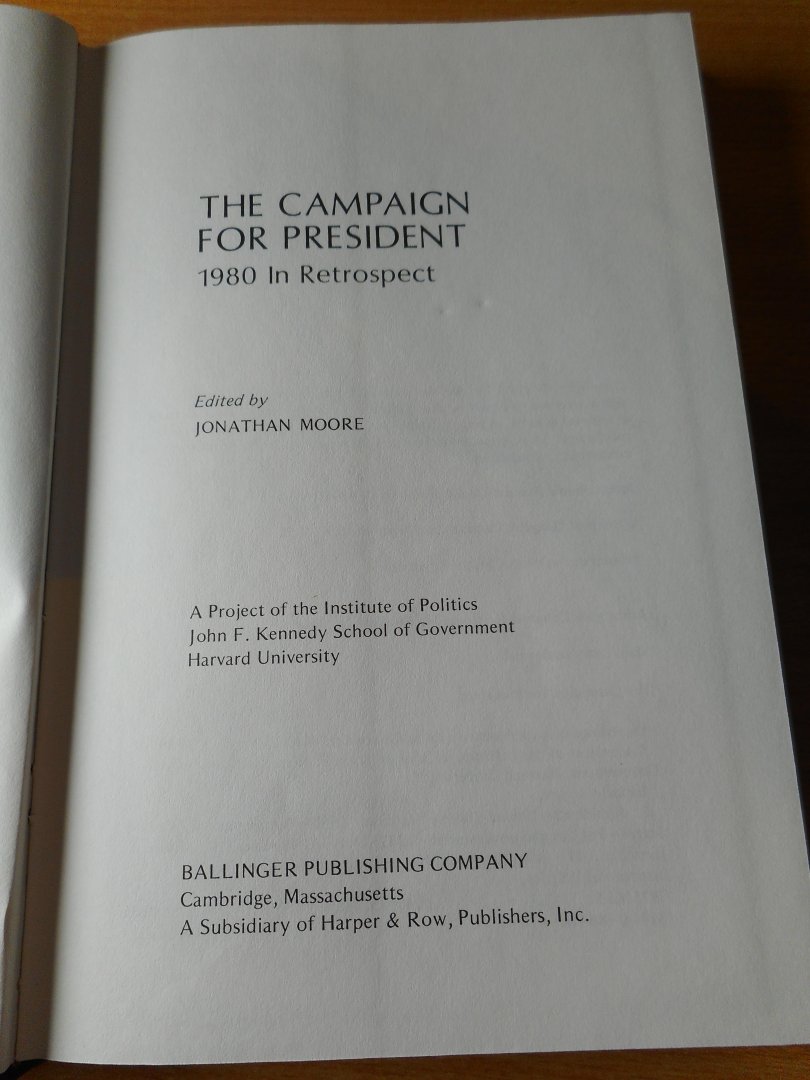 THE CAMPAIGN
FOR PRESIDENT
1980 In Retrospect
Edited by
JONATHAN MOORE
A Project of the Institute of Politics
John F. Kennedy School of Government
Harvard University
BALLINGER PUBLISHING COMPANY
Cambridge, Massachusetts
A Subsidiary of Harper & Row, Publishers, Inc.